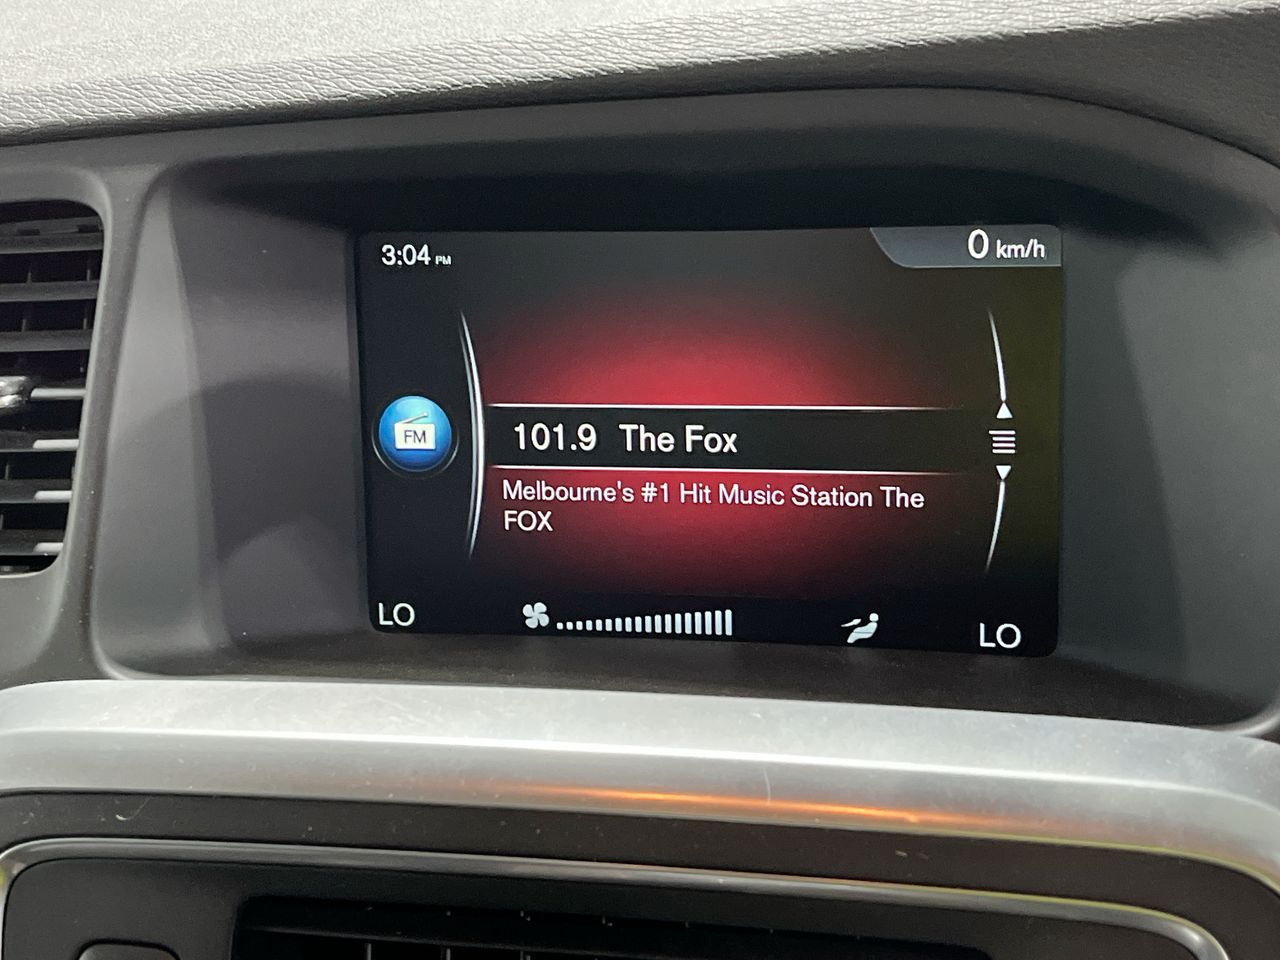 3:04 PM
0 km/h
FM
101.9 The Fox
Melbourne's #1 Hit Music Station The
FOX
LO
LO